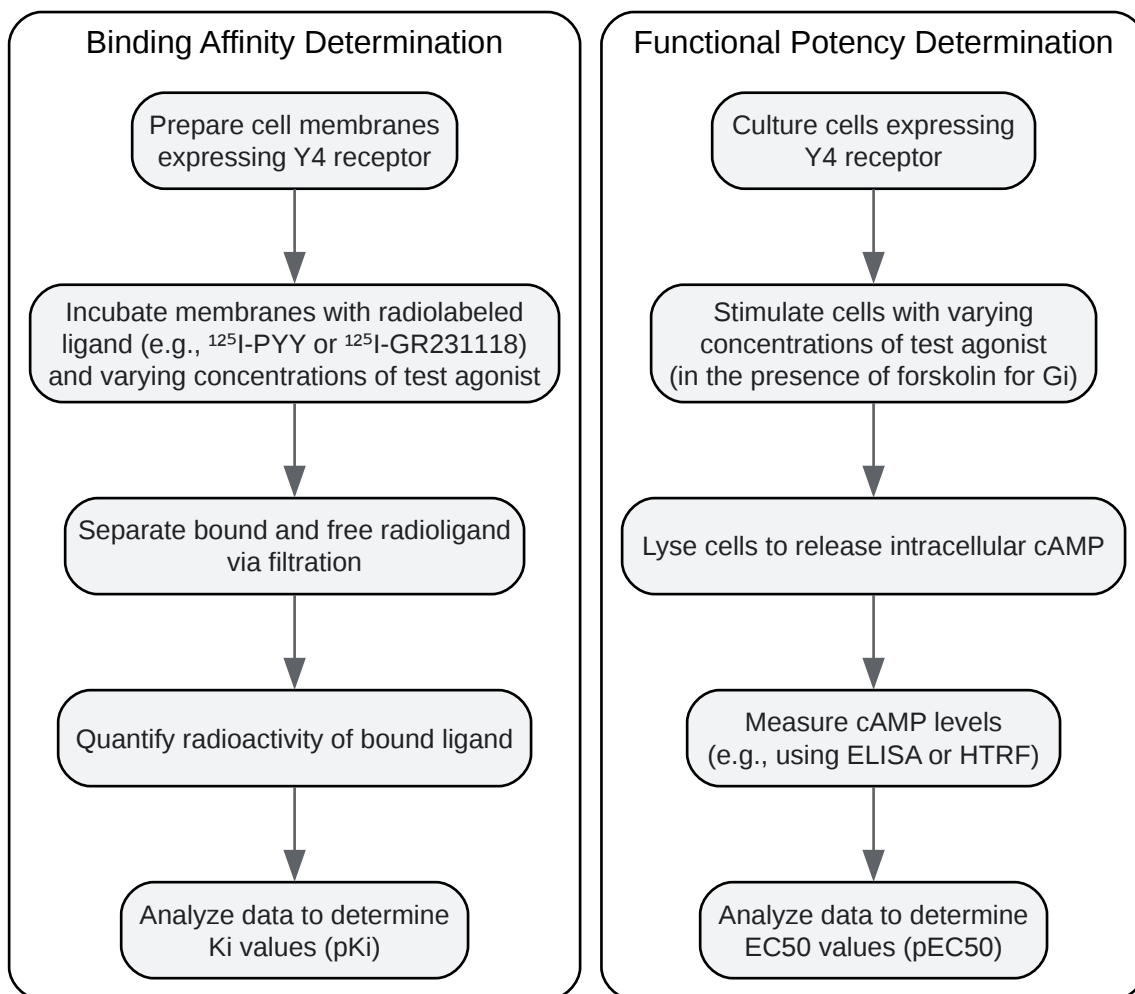 Binding Affinity Determination
Prepare cell membranes
expressing Y4 receptor
Incubate membranes with radiolabeled
ligand (e.g., ¹²⁵I-PYY or ¹²⁵I-GR231118)
and varying concentrations of test agonist
Separate bound and free radioligand
via filtration
Quantify radioactivity of bound ligand
Analyze data to determine
Ki values (pKi)
Functional Potency Determination
Culture cells expressing
Y4 receptor
Stimulate cells with varying
concentrations of test agonist
(in the presence of forskolin for Gi)
Lyse cells to release intracellular cAMP
Measure cAMP levels
(e.g., using ELISA or HTRF)
Analyze data to determine
EC50 values (pEC50)